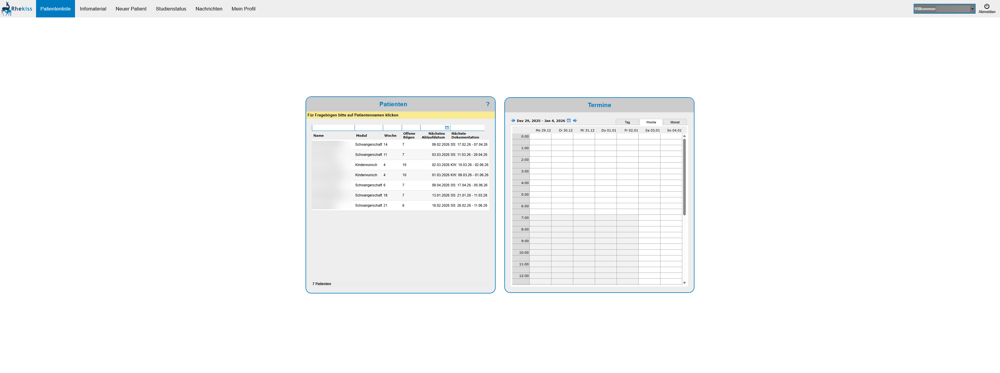 Rhekiss Patientenliste Infomaterial Neuer Patient Studienstatus Nachrichten Mein Profil Willkommen: Abmelden
Patienten ?
Für Fragebögen bitte auf Patientennamen klicken
Name Modul Woche Offene Bögen Nächstes Ablaufdatum Nächste Dokumentation
Schwangerschaft 14 7 09.02.2026 SS: 17.02.26 - 07.04.26
Schwangerschaft 11 7 03.03.2026 SS: 11.03.26 - 29.04.26
Kinderwunsch 4 10 02.03.2026 KW: 10.03.26 - 02.06.26
Kinderwunsch 4 10 01.03.2026 KW: 09.03.26 - 01.06.26
Schwangerschaft 6 7 09.04.2026 SS: 17.04.26 - 05.06.26
Schwangerschaft 18 7 13.01.2026 SS: 21.01.26 - 11.03.26
Schwangerschaft 21 6 18.02.2026 SS: 26.02.26 - 11.06.26
7 Patienten
Termine
Dez 29, 2025 - Jan 4, 2026 Tag Woche Monat
Mo 29.12 Di 30.12 Mi 31.12 Do 01.01 Fr 02.01 Sa 03.01 So 04.01
0:00
1:00
2:00
3:00
4:00
5:00
6:00
7:00
8:00
9:00
10:00
11:00
12:00